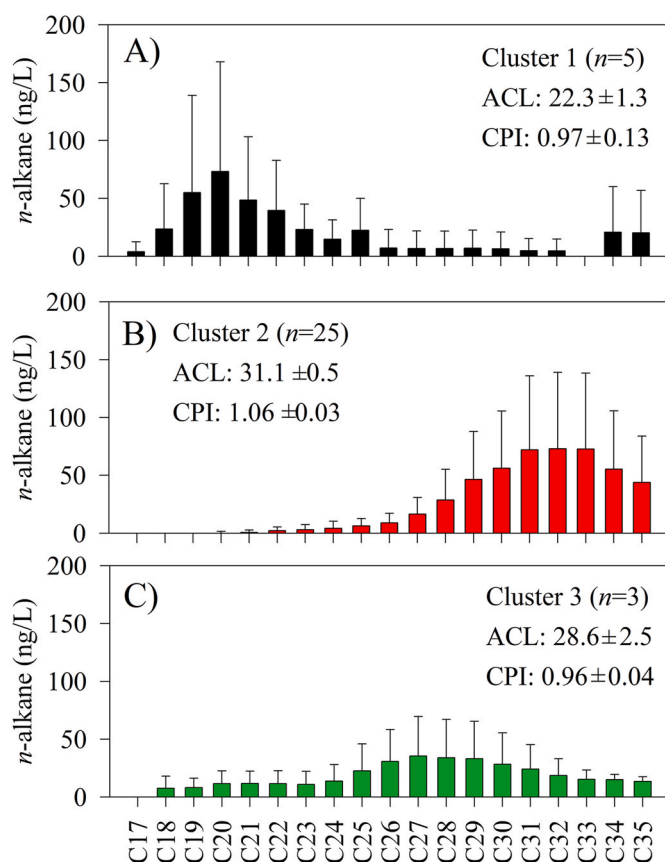 200
150
100
50
0
n-alkane (ng/L)
A)
Cluster 1 (n=5)
ACL: 22.3±1.3
CPI: 0.97±0.13
200
150
100
50
0
n-alkane (ng/L)
B)
Cluster 2 (n=25)
ACL: 31.1 ±0.5
CPI: 1.06 ±0.03
200
150
100
50
0
n-alkane (ng/L)
C)
Cluster 3 (n=3)
ACL: 28.6±2.5
CPI: 0.96±0.04
C17
C18
C19
C20
C21
C22
C23
C24
C25
C26
C27
C28
C29
C30
C31
C32
C33
C34
C35